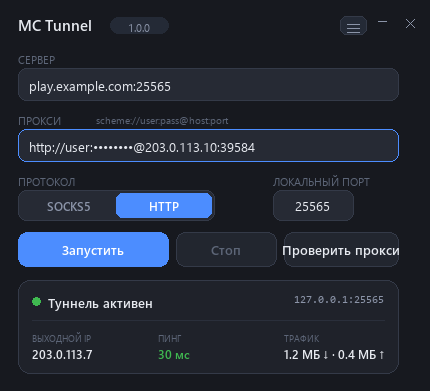 MC Tunnel 1.0.0
СЕРВЕР
play.example.com:25565
ПРОКСИ scheme://user:pass@host:port
http://user:••••••••@203.0.113.10:39584
ПРОТОКОЛ ЛОКАЛЬНЫЙ ПОРТ
SOCKS5 HTTP 25565
Запустить Стоп Проверить прокси
Туннель активен 127.0.0.1:25565
ВЫХОДНОЙ IP ПИНГ ТРАФИК
203.0.113.7 30 мс 1.2 МБ ↓ · 0.4 МБ ↑